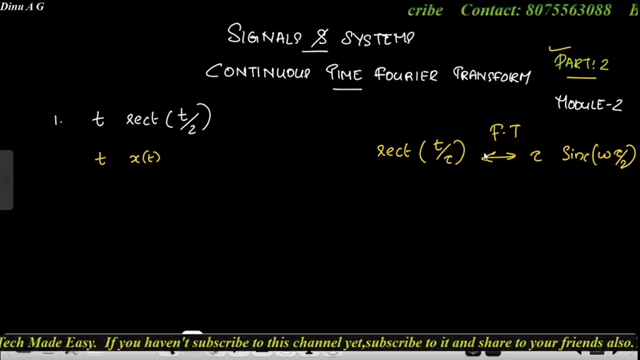 Dinu A G
cribe Contact: 8075563088 B.E
SIGNALS & SYSTEMS
PART: 2
CONTINUOUS TIME FOURIER TRANSFORM
MODULE-2
1. t rect (t/2)
F.T
t x(t)
rect (t/τ) ↔ τ Sinc(ωτ/2)
Tech Made Easy. If you haven't subscribe to this channel yet,subscribe to it and share to your friends also.